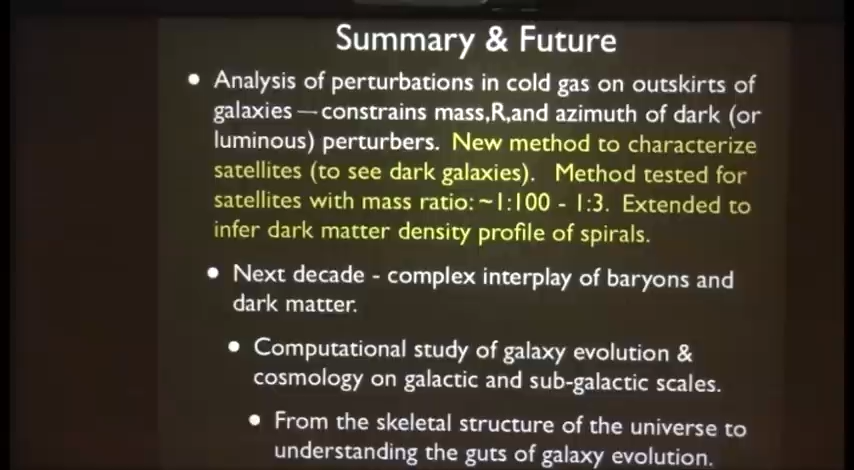 Summary & Future
• Analysis of perturbations in cold gas on outskirts of
galaxies — constrains mass,R,and azimuth of dark (or
luminous) perturbers. New method to characterize
satellites (to see dark galaxies). Method tested for
satellites with mass ratio: ~1:100 - 1:3. Extended to
infer dark matter density profile of spirals.
• Next decade - complex interplay of baryons and
dark matter.
• Computational study of galaxy evolution &
cosmology on galactic and sub-galactic scales.
• From the skeletal structure of the universe to
understanding the guts of galaxy evolution.